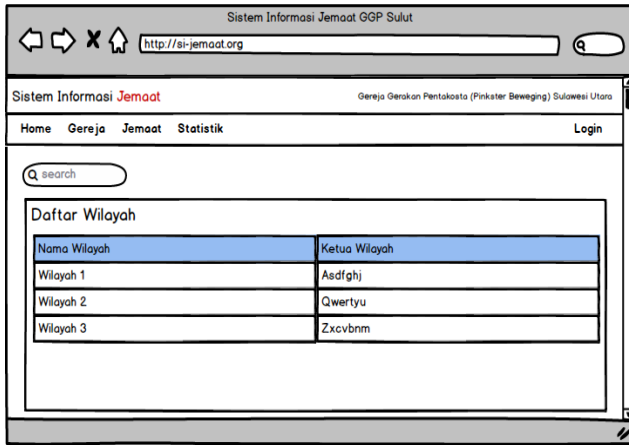 Sistem Informasi Jemaat GGP Sulut
http://si-jemaat.org
Sistem Informasi Jemaat
Gereja Gerakan Pentakosta (Pinkster Beweging) Sulawesi Utara
Home Gereja Jemaat Statistik Login
search
Daftar Wilayah
Nama Wilayah Ketua Wilayah
Wilayah 1 Asdfghj
Wilayah 2 Qwertyu
Wilayah 3 Zxcvbnm